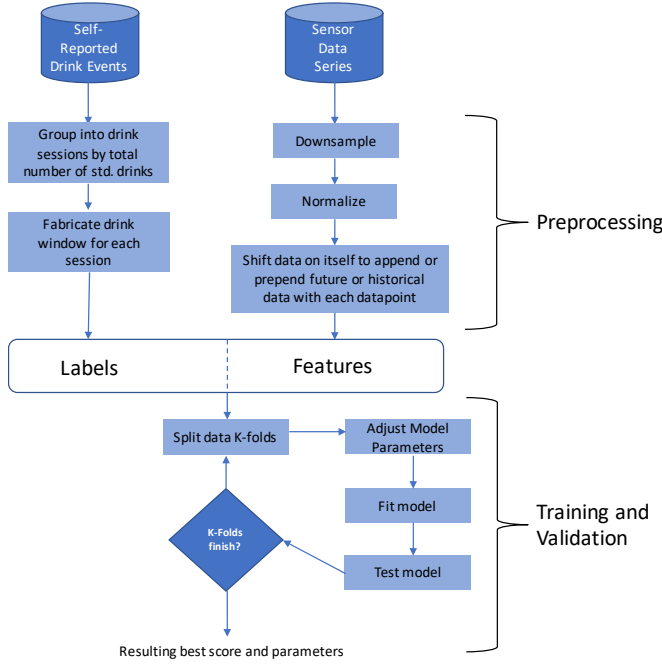 Self-
Reported
Drink Events
Sensor
Data
Series
Group into drink
sessions by total
number of std. drinks
Fabricate drink
window for each
session
Downsample
Normalize
Shift data on itself to append or
prepend future or historical
data with each datapoint
Preprocessing
Labels
Features
Split data K-folds
Adjust Model
Parameters
Fit model
Test model
K-Folds
finish?
Training and
Validation
Resulting best score and parameters